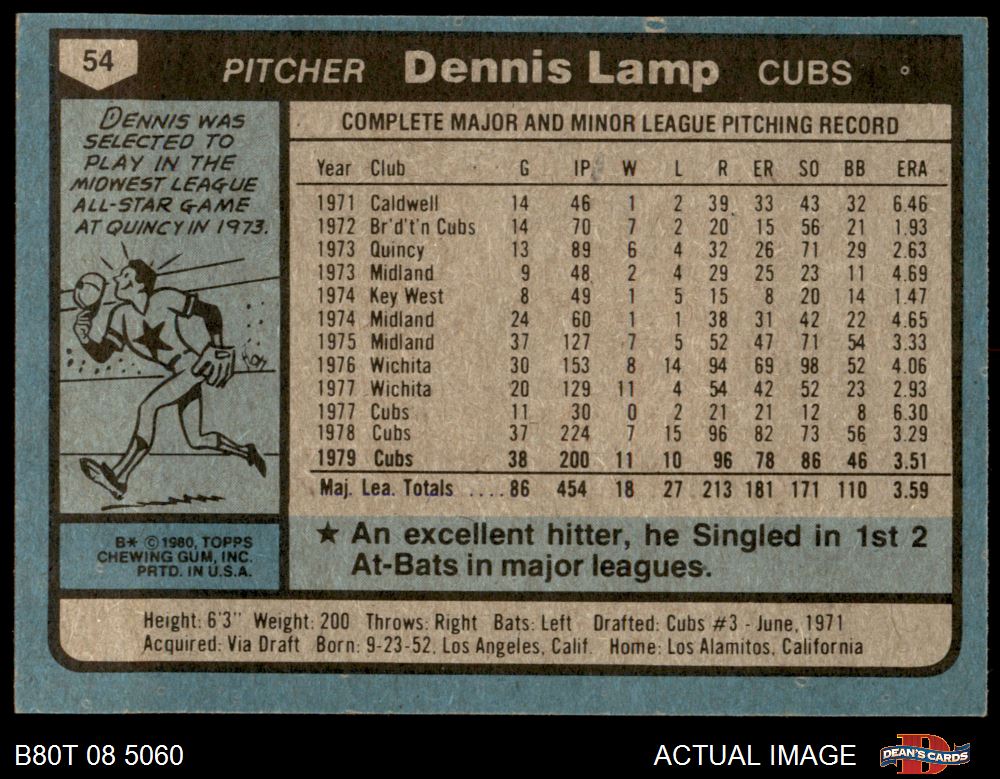 54
PITCHER Dennis Lamp CUBS
DENNIS WAS
SELECTED TO
PLAY IN THE
MIDWEST LEAGUE
ALL-STAR GAME
AT QUINCY IN 1973.
COMPLETE MAJOR AND MINOR LEAGUE PITCHING RECORD
Year Club G IP W L R ER SO BB ERA
1971 Caldwell 14 46 1 2 39 33 43 32 6.46
1972 Br'd't'n Cubs 14 70 7 2 20 15 56 21 1.93
1973 Quincy 13 89 6 4 32 26 71 29 2.63
1973 Midland 9 48 2 4 29 25 23 11 4.69
1974 Key West 8 49 1 5 15 8 20 14 1.47
1974 Midland 24 60 1 1 38 31 42 22 4.65
1975 Midland 37 127 7 5 52 47 71 54 3.33
1976 Wichita 30 153 8 14 94 69 98 52 4.06
1977 Wichita 20 129 11 4 54 42 52 23 2.93
1977 Cubs 11 30 0 2 21 21 12 8 6.30
1978 Cubs 37 224 7 15 96 82 73 56 3.29
1979 Cubs 38 200 11 10 96 78 86 46 3.51
Maj. Lea. Totals .... 86 454 18 27 213 181 171 110 3.59
★ An excellent hitter, he Singled in 1st 2
At-Bats in major leagues.
B* © 1980, TOPPS
CHEWING GUM, INC.
PRTD. IN U.S.A.
Height: 6'3" Weight: 200 Throws: Right Bats: Left Drafted: Cubs #3 - June, 1971
Acquired: Via Draft Born: 9-23-52, Los Angeles, Calif. Home: Los Alamitos, California
B80T 08 5060
ACTUAL IMAGE
DEAN'S CARDS